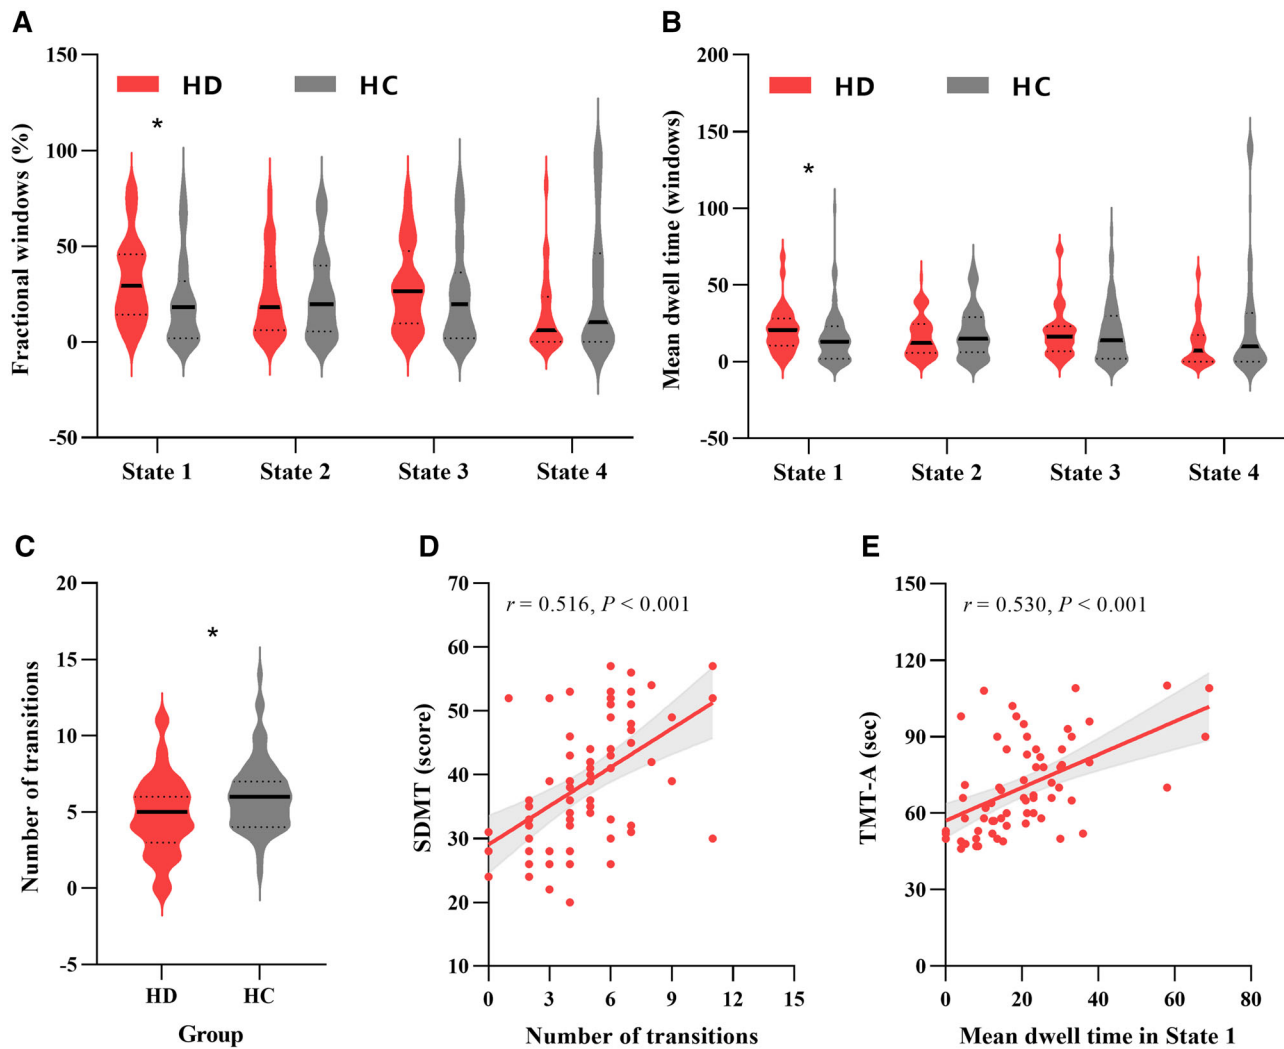 A
150
100
50
0
-50
Fractional windows (%)
HD HC
*
State 1 State 2 State 3 State 4
B
200
150
100
50
0
-50
Mean dwell time (windows)
HD HC
*
State 1 State 2 State 3 State 4
C
20
15
10
5
0
-5
Number of transitions
*
HD HC
Group
D
70
60
50
40
30
20
10
SDMT (score)
r = 0.516, P < 0.001
0 3 6 9 12 15
Number of transitions
E
150
120
90
60
30
0
TMT-A (sec)
r = 0.530, P < 0.001
0 20 40 60 80
Mean dwell time in State 1